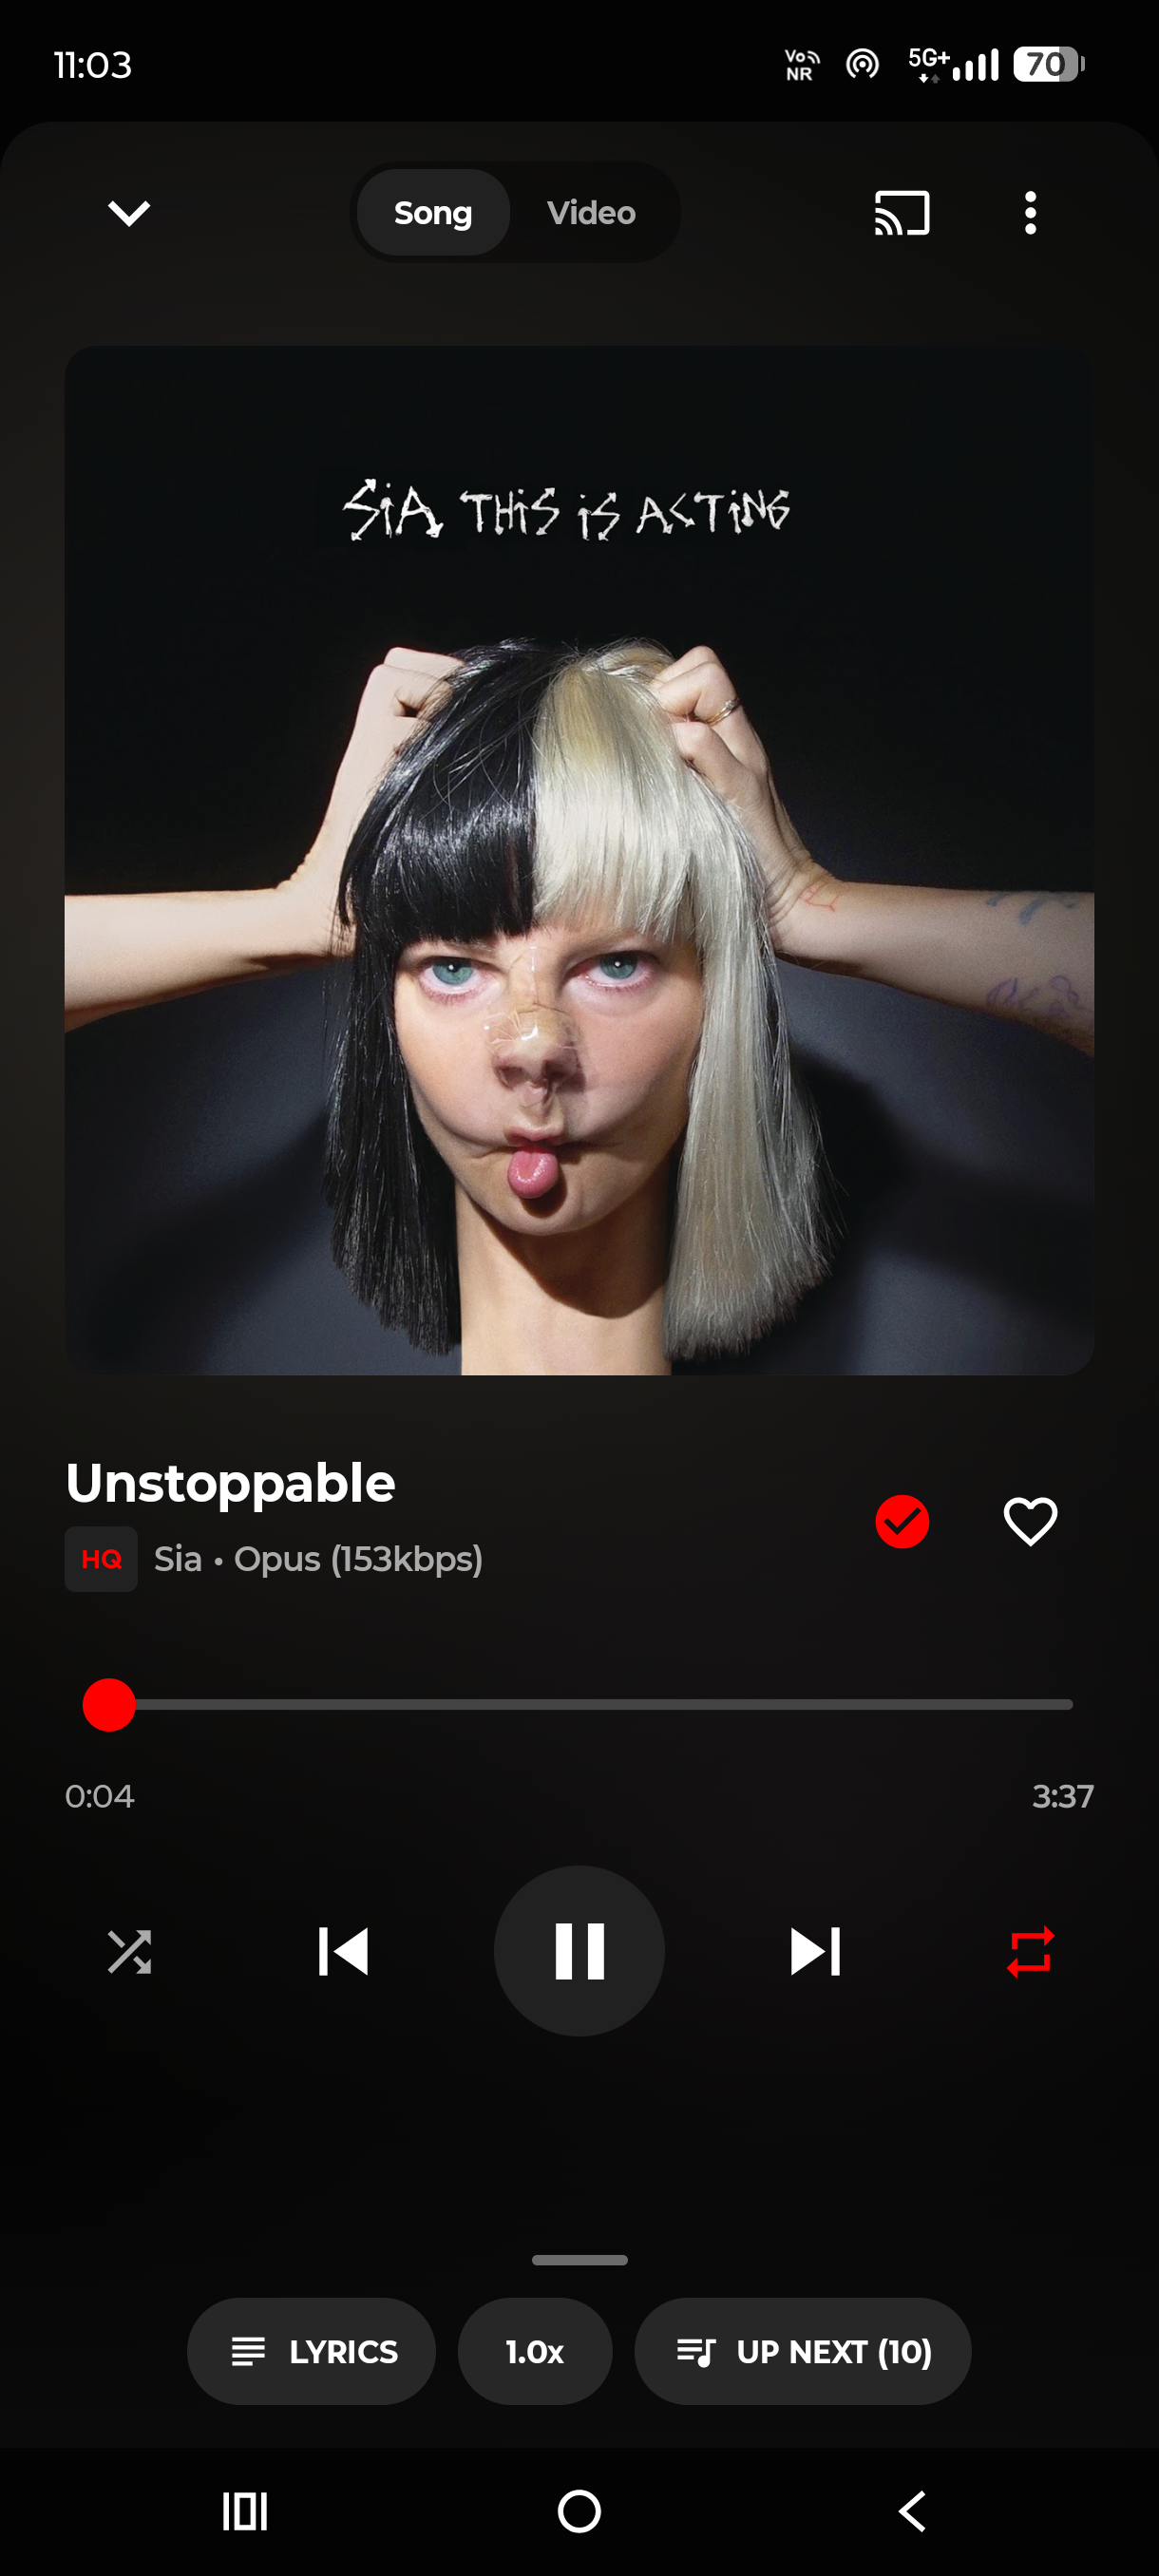 11:03
Vo NR 5G+ 70
Song Video
SiA THiS iS ACTiNG
Unstoppable
HQ Sia • Opus (153kbps)
0:04 3:37
LYRICS 1.0x UP NEXT (10)